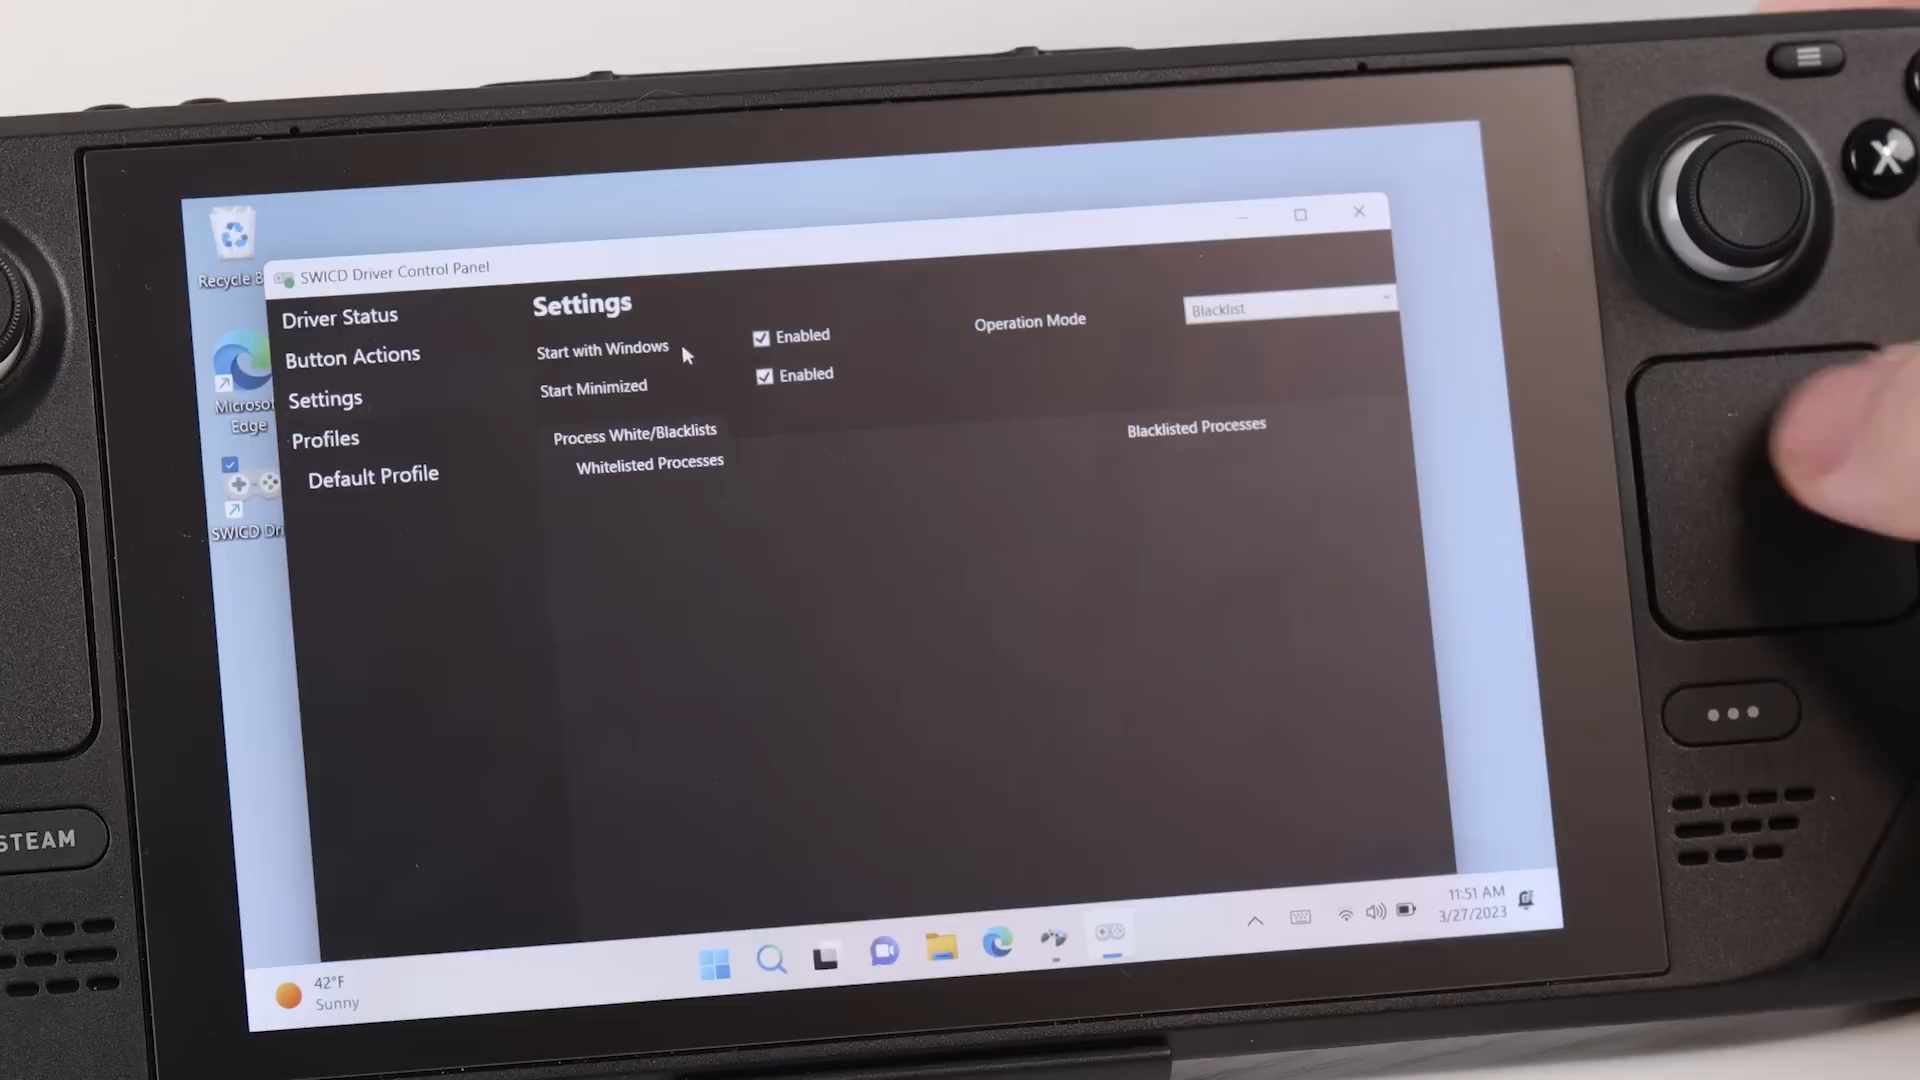 X
Recycle B
SWICD Driver Control Panel
Driver Status
Button Actions
Settings
Profiles
Default Profile
Settings
Start with Windows
Enabled
Start Minimized
Enabled
Operation Mode
Blacklist
Process White/Blacklists
Whitelisted Processes
Blacklisted Processes
Microsof
Edge
SWICD Dri
STEAM
42°F
Sunny
11:51 AM
3/27/2023